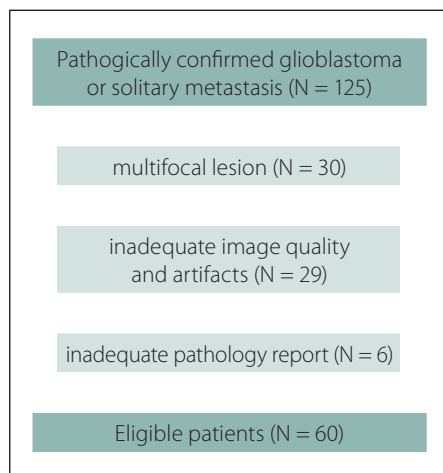 Pathogically confirmed glioblastoma
or solitary metastasis (N = 125)
multifocal lesion (N = 30)
inadequate image quality
and artifacts (N = 29)
inadequate pathology report (N = 6)
Eligible patients (N = 60)